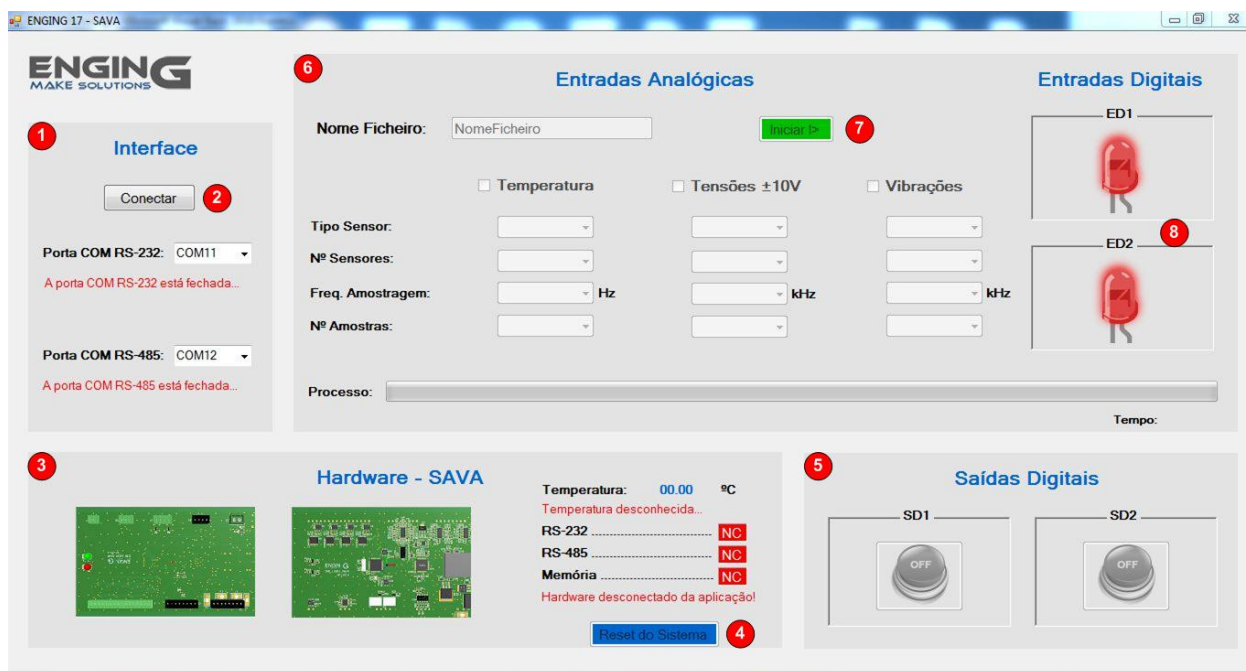 ENGING 17 - SAVA
ENGING
MAKE SOLUTIONS
1
Interface
Conectar
2
Porta COM RS-232: COM11
A porta COM RS-232 está fechada...
Porta COM RS-485: COM12
A porta COM RS-485 está fechada...
6
Entradas Analógicas
Nome Ficheiro: NomeFicheiro
Iniciar |>
7
Temperatura
Tensões ±10V
Vibrações
Tipo Sensor:
Nº Sensores:
Freq. Amostragem: Hz kHz kHz
Nº Amostras:
Processo:
Tempo:
Entradas Digitais
ED1
8
ED2
3
Hardware - SAVA
Temperatura: 00.00 ºC
Temperatura desconhecida...
RS-232 ................................ NC
RS-485 ................................ NC
Memória .............................. NC
Hardware desconectado da aplicação!
Reset do Sistema
4
5
Saídas Digitais
SD1
OFF
SD2
OFF